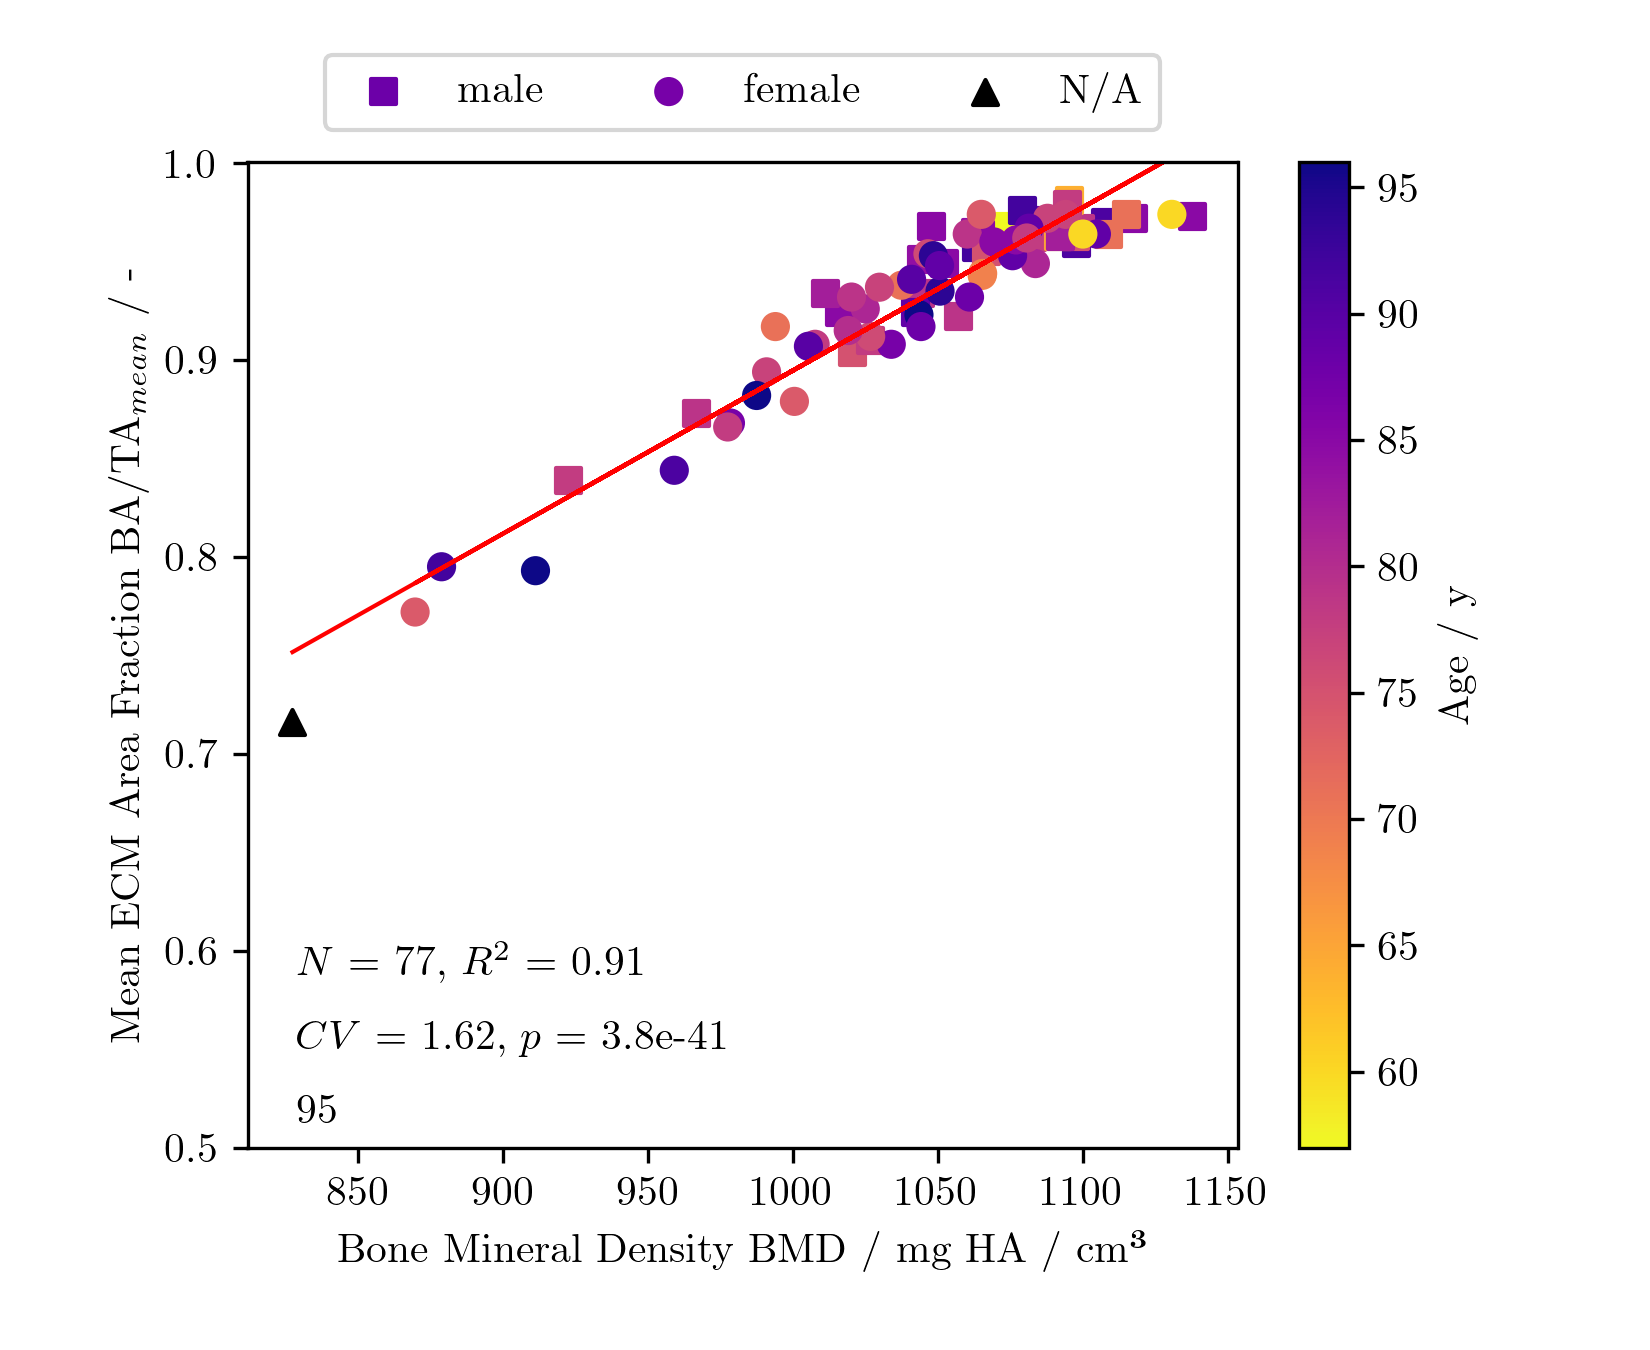 male female N/A
1.0
0.9
0.8
0.7
0.6
0.5
Mean ECM Area Fraction BA/TA_mean / -
N = 77, R² = 0.91
CV = 1.62, p = 3.8e-41
95
850 900 950 1000 1050 1100 1150
Bone Mineral Density BMD / mg HA / cm³
95
90
85
80
75
70
65
60
Age / y